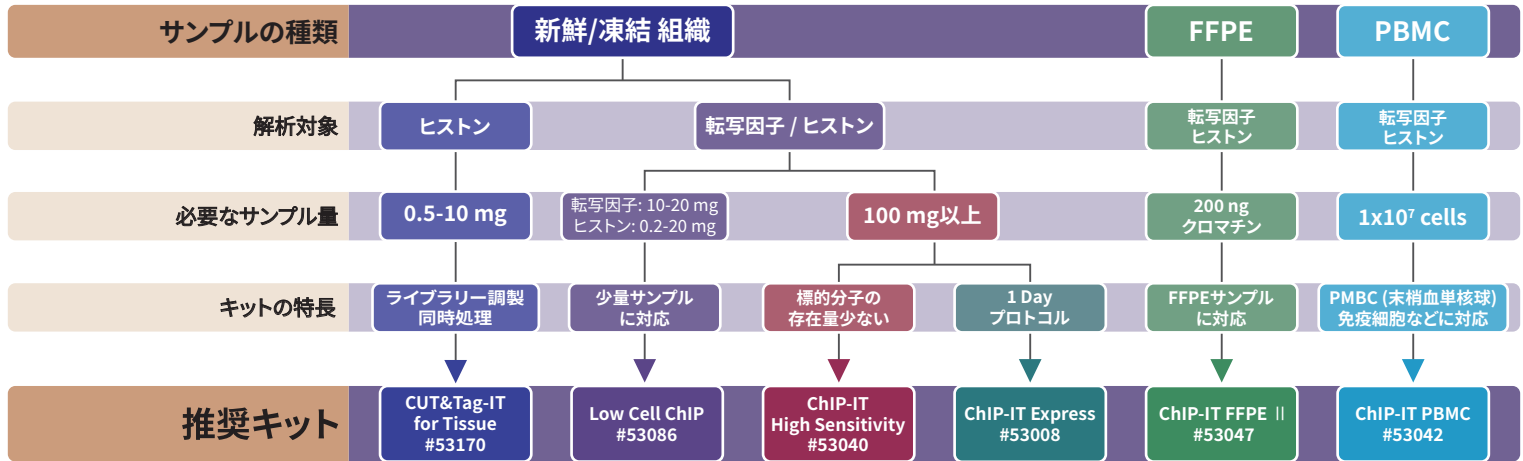 サンプルの種類
新鮮/凍結 組織
FFPE
PBMC
解析対象
ヒストン
転写因子 / ヒストン
転写因子
ヒストン
転写因子
ヒストン
必要なサンプル量
0.5-10 mg
転写因子: 10-20 mg
ヒストン: 0.2-20 mg
100 mg以上
200 ng
クロマチン
1x10⁷ cells
キットの特長
ライブラリー調製
同時処理
少量サンプル
に対応
標的分子の
存在量少ない
1 Day
プロトコル
FFPEサンプル
に対応
PMBC (末梢血単核球)
免疫細胞などに対応
推奨キット
CUT&Tag-IT
for Tissue
#53170
Low Cell ChIP
#53086
ChIP-IT
High Sensitivity
#53040
ChIP-IT Express
#53008
ChIP-IT FFPE Ⅱ
#53047
ChIP-IT PBMC
#53042